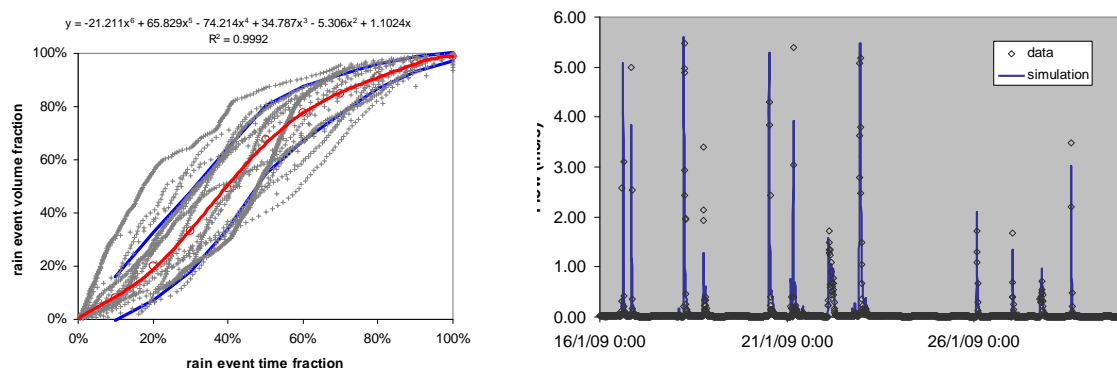 y = -21.211x⁶ + 65.829x⁵ - 74.214x⁴ + 34.787x³ - 5.306x² + 1.1024x
R² = 0.9992
100%
80%
60%
40%
20%
0%
rain event volume fraction
0% 20% 40% 60% 80% 100%
rain event time fraction
6.00
5.00
4.00
3.00
2.00
1.00
0.00
data
simulation
16/1/09 0:00 21/1/09 0:00 26/1/09 0:00